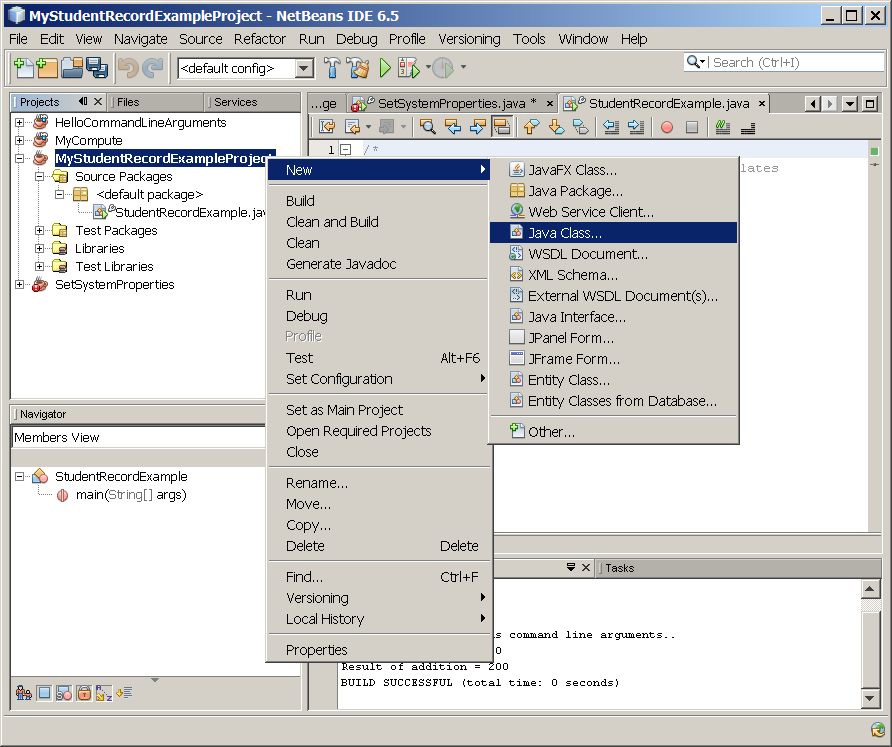 MyStudentRecordExampleProject - NetBeans IDE 6.5
File Edit View Navigate Source Refactor Run Debug Profile Versioning Tools Window Help
<default config>
Search (Ctrl+I)
Projects
Files
Services
...ge
SetSystemProperties.java *
StudentRecordExample.java
HelloCommandLineArguments
MyCompute
MyStudentRecordExampleProject
Source Packages
<default package>
StudentRecordExample.jav
Test Packages
Libraries
Test Libraries
SetSystemProperties
1 /*
lates
New
Build
Clean and Build
Clean
Generate Javadoc
Run
Debug
Profile
Test Alt+F6
Set Configuration
Set as Main Project
Open Required Projects
Close
Rename...
Move...
Copy...
Delete Delete
Find... Ctrl+F
Versioning
Local History
Properties
JavaFX Class...
Java Package...
Web Service Client...
Java Class...
WSDL Document...
XML Schema...
External WSDL Document(s)...
Java Interface...
JPanel Form...
JFrame Form...
Entity Class...
Entity Classes from Database...
Other...
Navigator
Members View
StudentRecordExample
main(String[] args)
Tasks
s command line arguments..
0
Result of addition = 200
BUILD SUCCESSFUL (total time: 0 seconds)